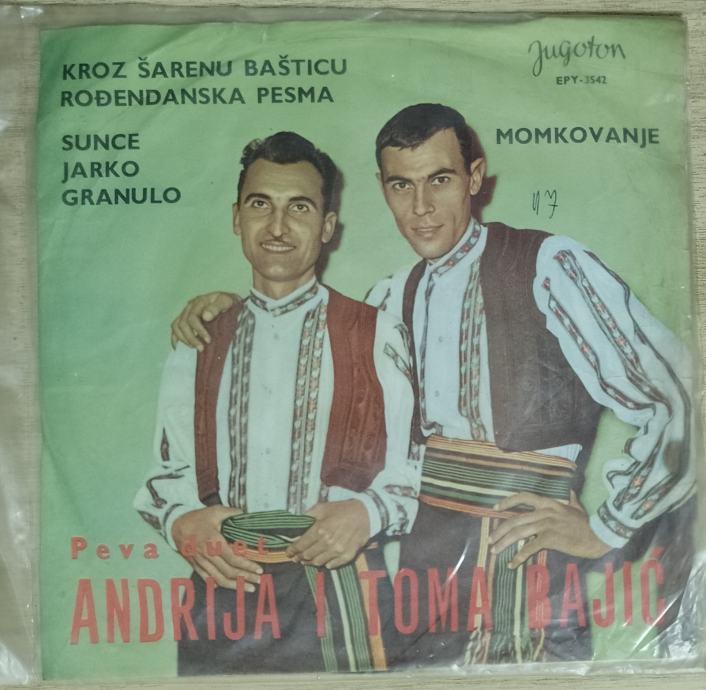 Jugoton
EPY-3542
KROZ ŠARENU BAŠTICU
ROĐENDANSKA PESMA
SUNCE
JARKO
GRANULO
MOMKOVANJE
Peva duet
ANDRIJA I TOMA BAJIĆ